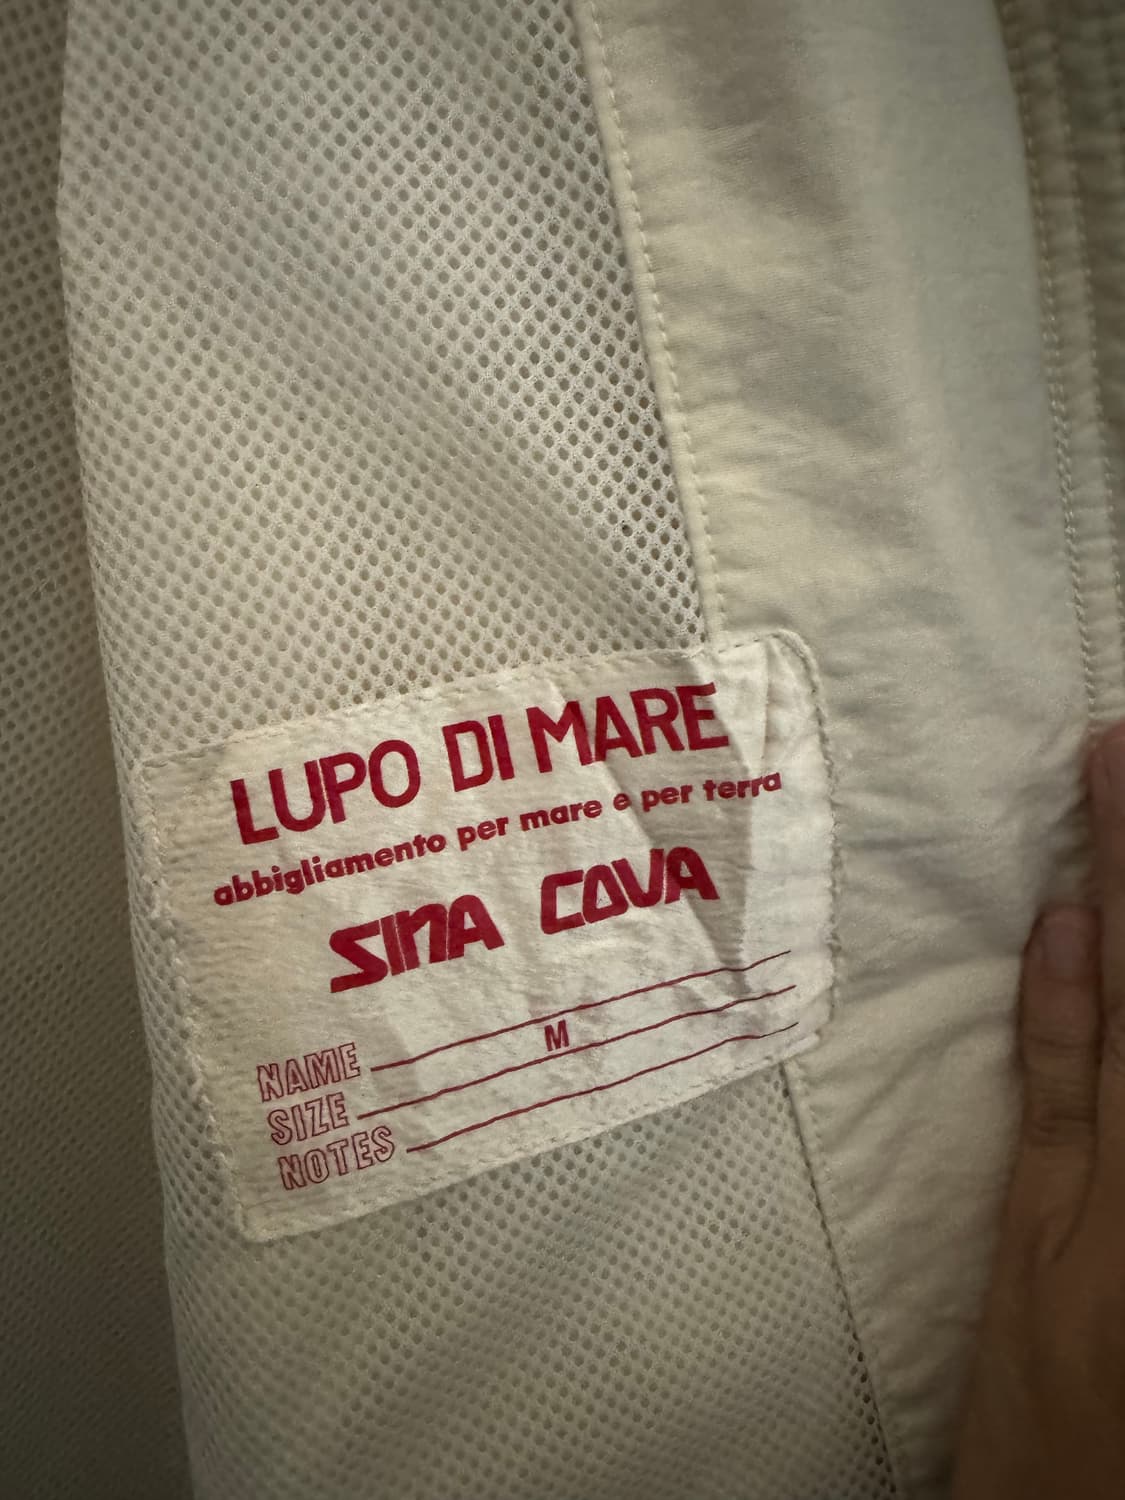 LUPO DI MARE
abbigliamento per mare e per terra
SINA COVA
NAME
SIZE M
NOTES